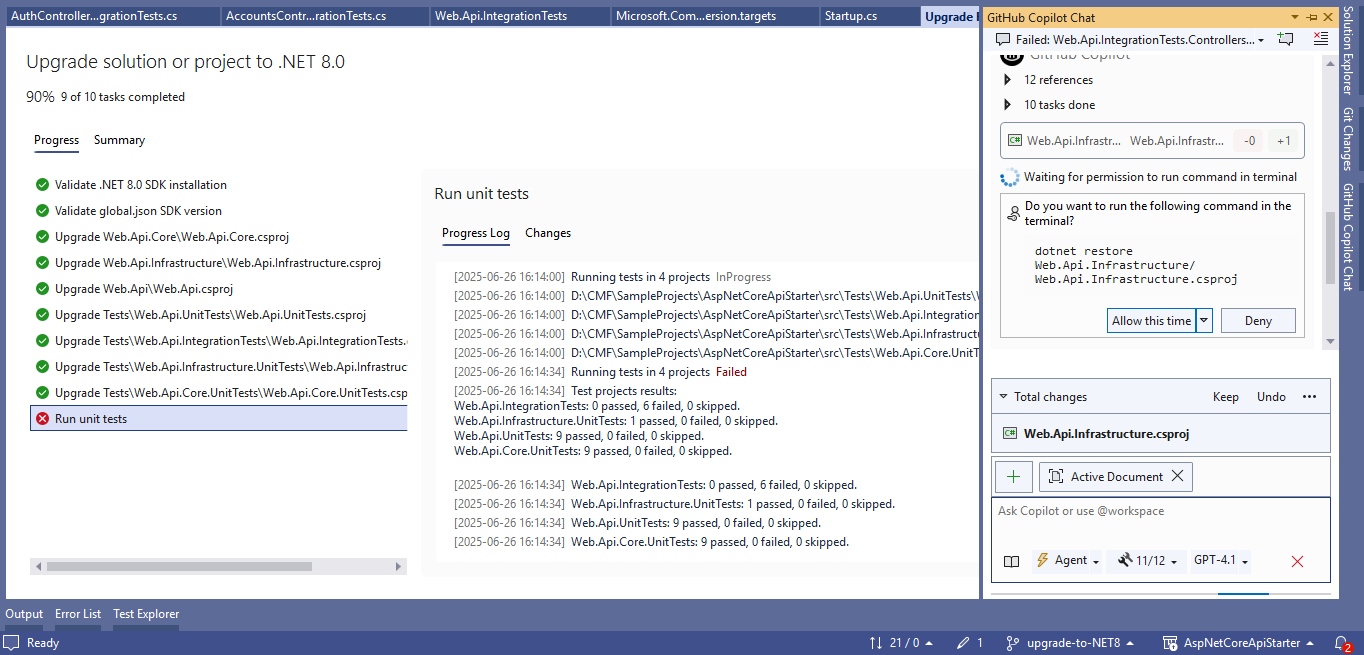 AuthController...grationTests.cs
AccountsContr...rationTests.cs
Web.Api.IntegrationTests
Microsoft.Com...ersion.targets
Startup.cs
Upgrade
Upgrade solution or project to .NET 8.0
90% 9 of 10 tasks completed
Progress Summary
Validate .NET 8.0 SDK installation
Validate global.json SDK version
Upgrade Web.Api.Core\Web.Api.Core.csproj
Upgrade Web.Api.Infrastructure\Web.Api.Infrastructure.csproj
Upgrade Web.Api\Web.Api.csproj
Upgrade Tests\Web.Api.UnitTests\Web.Api.UnitTests.csproj
Upgrade Tests\Web.Api.IntegrationTests\Web.Api.IntegrationTests.
Upgrade Tests\Web.Api.Infrastructure.UnitTests\Web.Api.Infrastruc
Upgrade Tests\Web.Api.Core.UnitTests\Web.Api.Core.UnitTests.csp
Run unit tests
Run unit tests
Progress Log Changes
[2025-06-26 16:14:00] Running tests in 4 projects InProgress
[2025-06-26 16:14:00] D:\CMF\SampleProjects\AspNetCoreApiStarter\src\Tests\Web.Api.UnitTests\
[2025-06-26 16:14:00] D:\CMF\SampleProjects\AspNetCoreApiStarter\src\Tests\Web.Api.Integration
[2025-06-26 16:14:00] D:\CMF\SampleProjects\AspNetCoreApiStarter\src\Tests\Web.Api.Infrastructu
[2025-06-26 16:14:00] D:\CMF\SampleProjects\AspNetCoreApiStarter\src\Tests\Web.Api.Core.UnitT
[2025-06-26 16:14:34] Running tests in 4 projects Failed
[2025-06-26 16:14:34] Test projects results:
Web.Api.IntegrationTests: 0 passed, 6 failed, 0 skipped.
Web.Api.Infrastructure.UnitTests: 1 passed, 0 failed, 0 skipped.
Web.Api.UnitTests: 9 passed, 0 failed, 0 skipped.
Web.Api.Core.UnitTests: 9 passed, 0 failed, 0 skipped.
[2025-06-26 16:14:34] Web.Api.IntegrationTests: 0 passed, 6 failed, 0 skipped.
[2025-06-26 16:14:34] Web.Api.Infrastructure.UnitTests: 1 passed, 0 failed, 0 skipped.
[2025-06-26 16:14:34] Web.Api.UnitTests: 9 passed, 0 failed, 0 skipped.
[2025-06-26 16:14:34] Web.Api.Core.UnitTests: 9 passed, 0 failed, 0 skipped.
GitHub Copilot Chat
Failed: Web.Api.IntegrationTests.Controllers...
GitHub Copilot
12 references
10 tasks done
C# Web.Api.Infrastr... Web.Api.Infrastr... -0 +1
Waiting for permission to run command in terminal
Do you want to run the following command in the
terminal?
dotnet restore
Web.Api.Infrastructure/
Web.Api.Infrastructure.csproj
Allow this time
Deny
Total changes Keep Undo
C# Web.Api.Infrastructure.csproj
Active Document
Ask Copilot or use @workspace
Agent 11/12 GPT-4.1
Solution Explorer
Git Changes
GitHub Copilot Chat
Output Error List Test Explorer
Ready
21 / 0 1 upgrade-to-NET8 AspNetCoreApiStarter 2